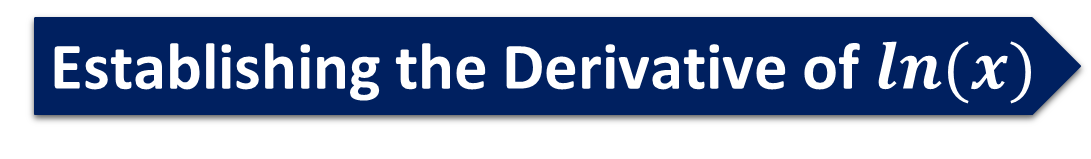 Establishing the Derivative of ln(x)